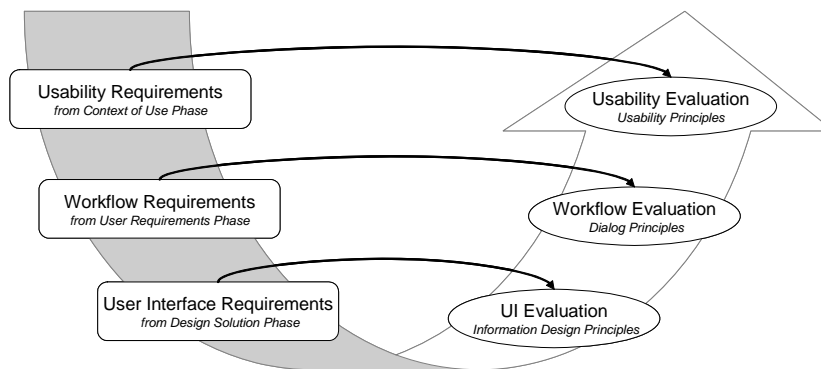 Usability Requirements
from Context of Use Phase
Usability Evaluation
Usability Principles
Workflow Requirements
from User Requirements Phase
Workflow Evaluation
Dialog Principles
User Interface Requirements
from Design Solution Phase
UI Evaluation
Information Design Principles